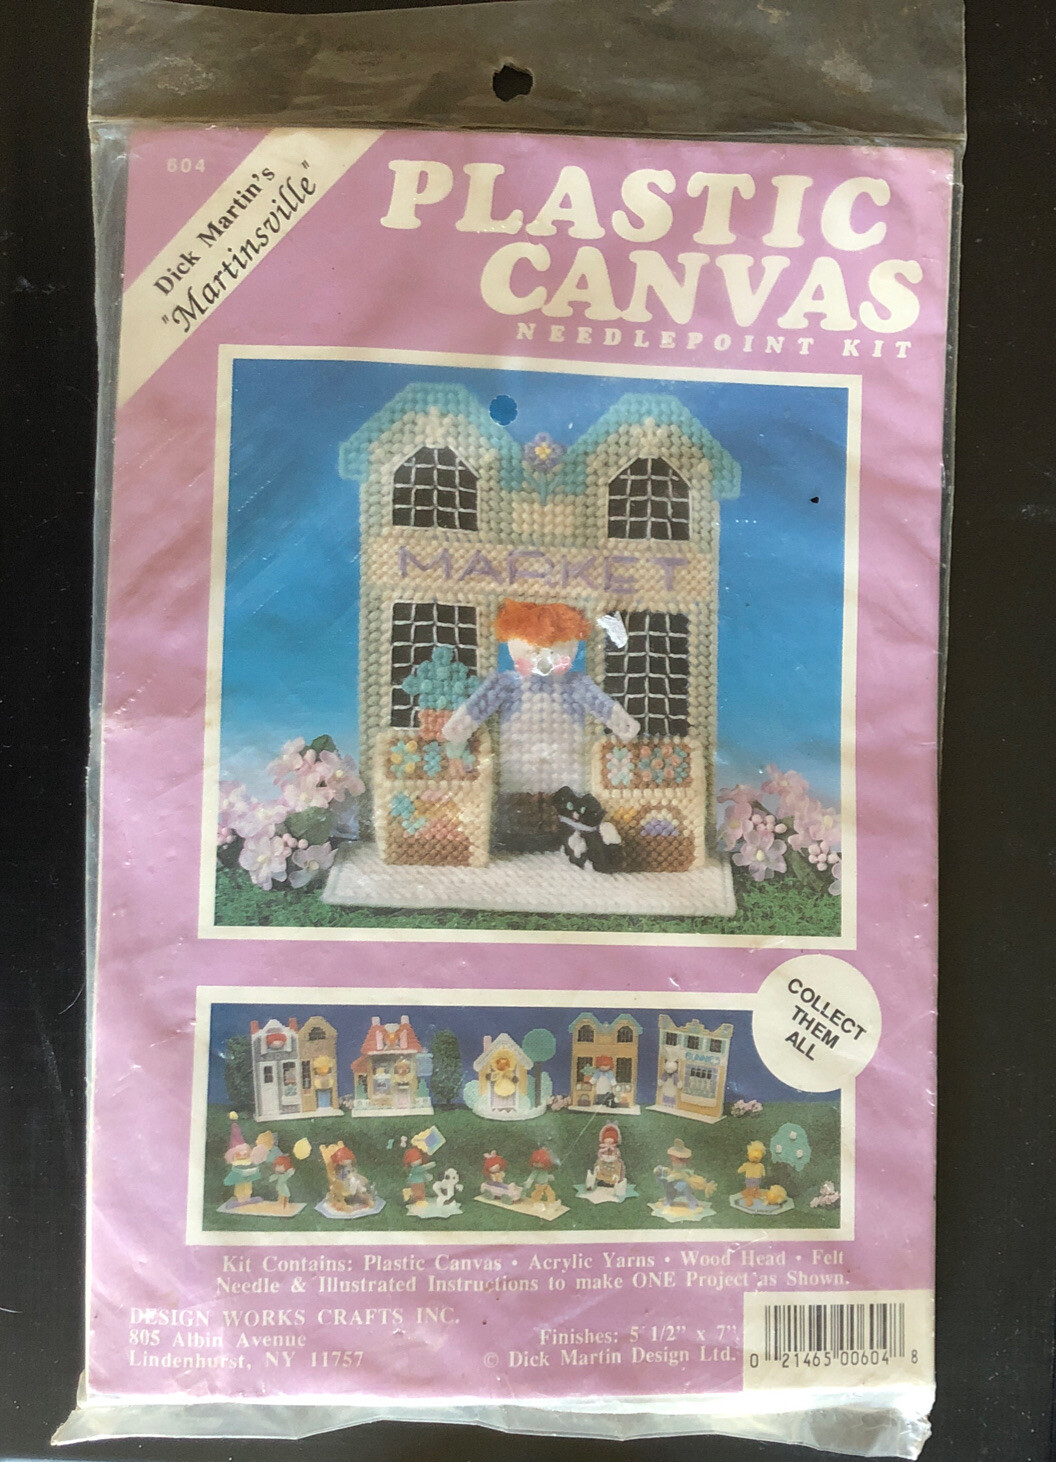 604
Dick Martin's
"Martinsville"
PLASTIC
CANVAS
NEEDLEPOINT KIT
MARKET
COLLECT
THEM
ALL
Kit Contains: Plastic Canvas • Acrylic Yarns • Wood Head • Felt
Needle & Illustrated Instructions to make ONE Project as Shown.
DESIGN WORKS CRAFTS INC.
805 Albin Avenue
Lindenhurst, NY 11757
Finishes: 5 1/2" x 7"
© Dick Martin Design Ltd.
0 21465 00604 8